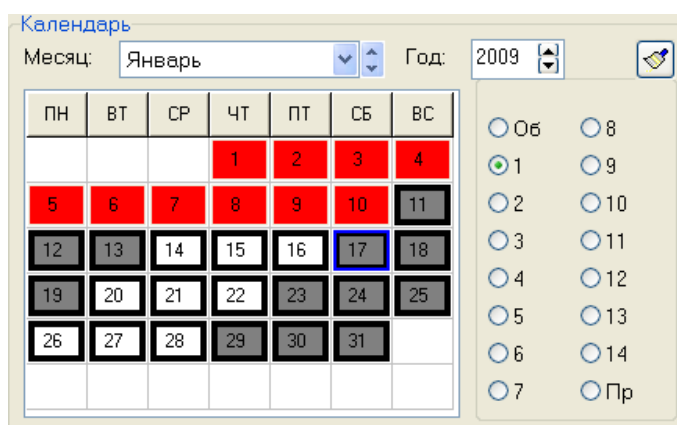 Календарь
Месяц: Январь Год: 2009
ПН ВТ СР ЧТ ПТ СБ ВС
1 2 3 4
5 6 7 8 9 10 11
12 13 14 15 16 17 18
19 20 21 22 23 24 25
26 27 28 29 30 31
Об 8
1 9
2 10
3 11
4 12
5 13
6 14
7 Пр